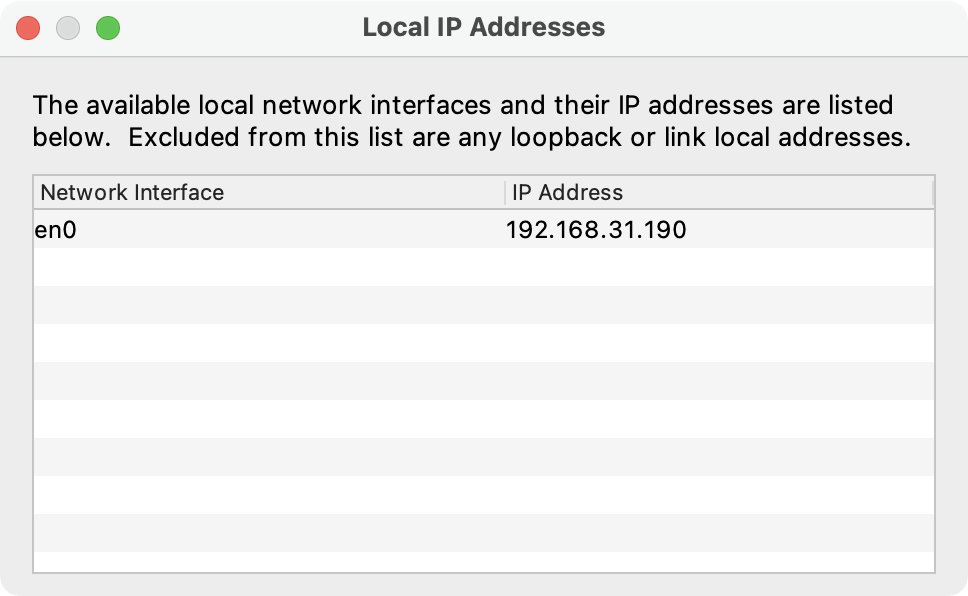 Local IP Addresses
The available local network interfaces and their IP addresses are listed
below.  Excluded from this list are any loopback or link local addresses.
Network Interface IP Address
en0 192.168.31.190